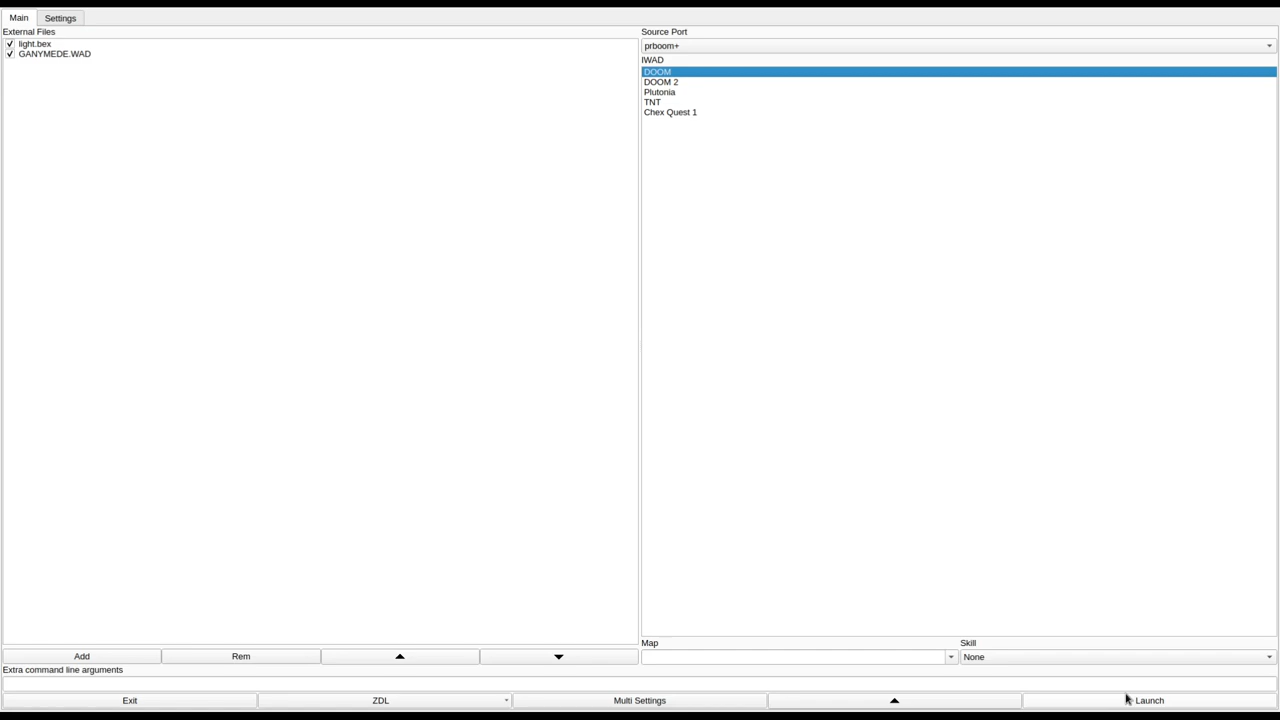 Main Settings
External Files
light.bex
GANYMEDE.WAD
Source Port
prboom+
IWAD
DOOM
DOOM 2
Plutonia
TNT
Chex Quest 1
Map Skill
None
Add Rem
Extra command line arguments
Exit ZDL Multi Settings Launch